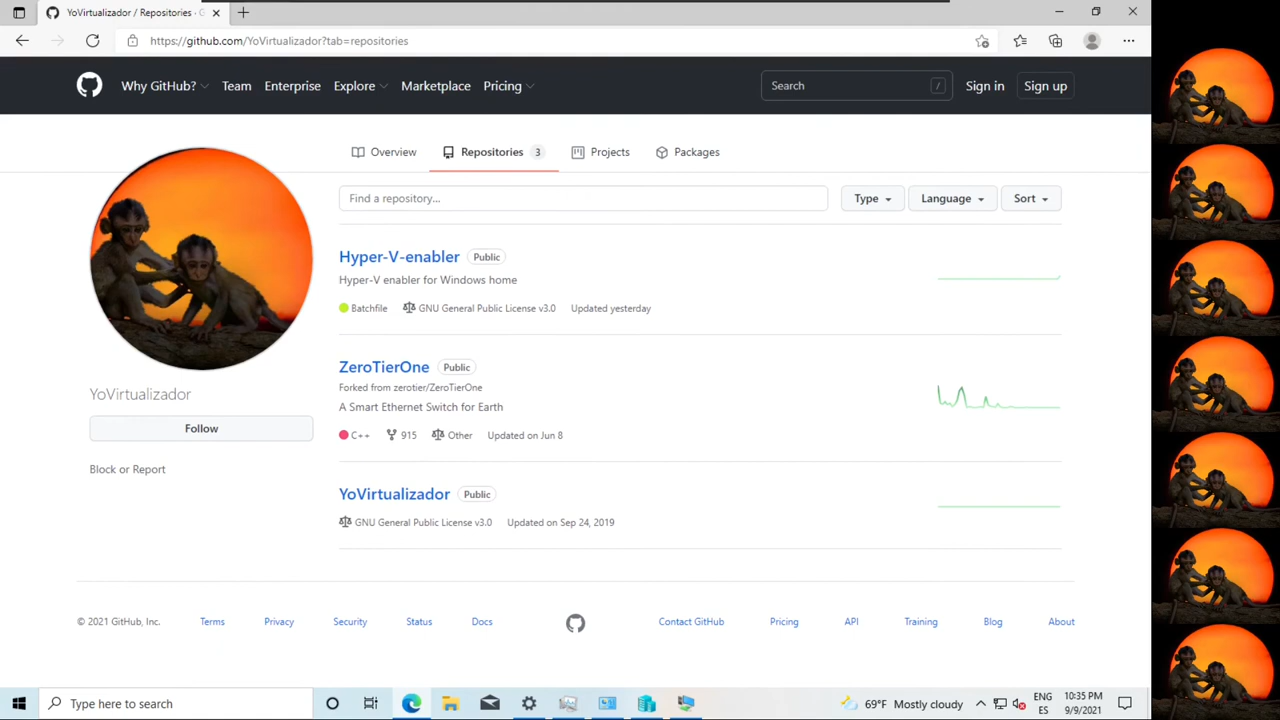 YoVirtualizador / Repositories · G
https://github.com/YoVirtualizador?tab=repositories
Why GitHub? Team Enterprise Explore Marketplace Pricing Search / Sign in Sign up
Overview Repositories 3 Projects Packages
Find a repository... Type Language Sort
Hyper-V-enabler Public
Hyper-V enabler for Windows home
Batchfile GNU General Public License v3.0 Updated yesterday
ZeroTierOne Public
Forked from zerotier/ZeroTierOne
A Smart Ethernet Switch for Earth
C++ 915 Other Updated on Jun 8
YoVirtualizador Public
GNU General Public License v3.0 Updated on Sep 24, 2019
YoVirtualizador
Follow
Block or Report
© 2021 GitHub, Inc. Terms Privacy Security Status Docs Contact GitHub Pricing API Training Blog About
Type here to search
69°F Mostly cloudy
ENG
ES
10:35 PM
9/9/2021